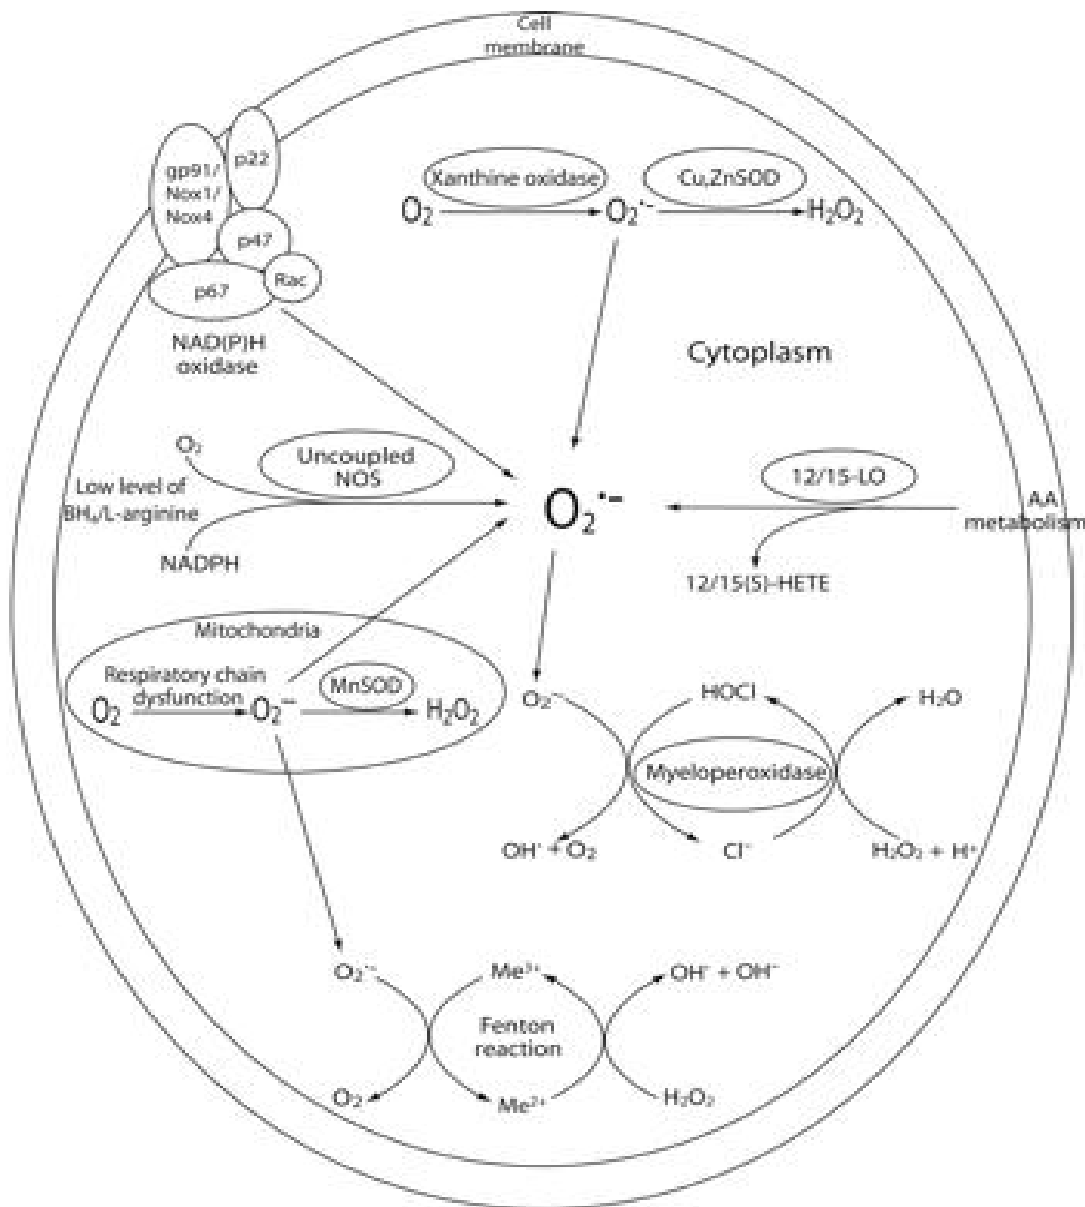 Cell
membrane
gp91/
Nox1/
Nox4
p22
p47
Rac
p67
NAD(P)H
oxidase
Xanthine oxidase
Cu,ZnSOD
O₂
O₂•−
H₂O₂
Cytoplasm
O₂
Uncoupled
NOS
Low level of
BH₄/L-arginine
NADPH
O₂•−
12/15-LO
AA
metabolism
12/15(S)-HETE
Mitochondria
Respiratory chain
dysfunction
MnSOD
O₂
O₂•−
H₂O₂
O₂•−
HOCl
H₂O
Myeloperoxidase
OH• + O₂
Cl⁻
H₂O₂ + H⁺
O₂•−
Me³⁺
OH• + OH⁻
Fenton
reaction
O₂
Me²⁺
H₂O₂